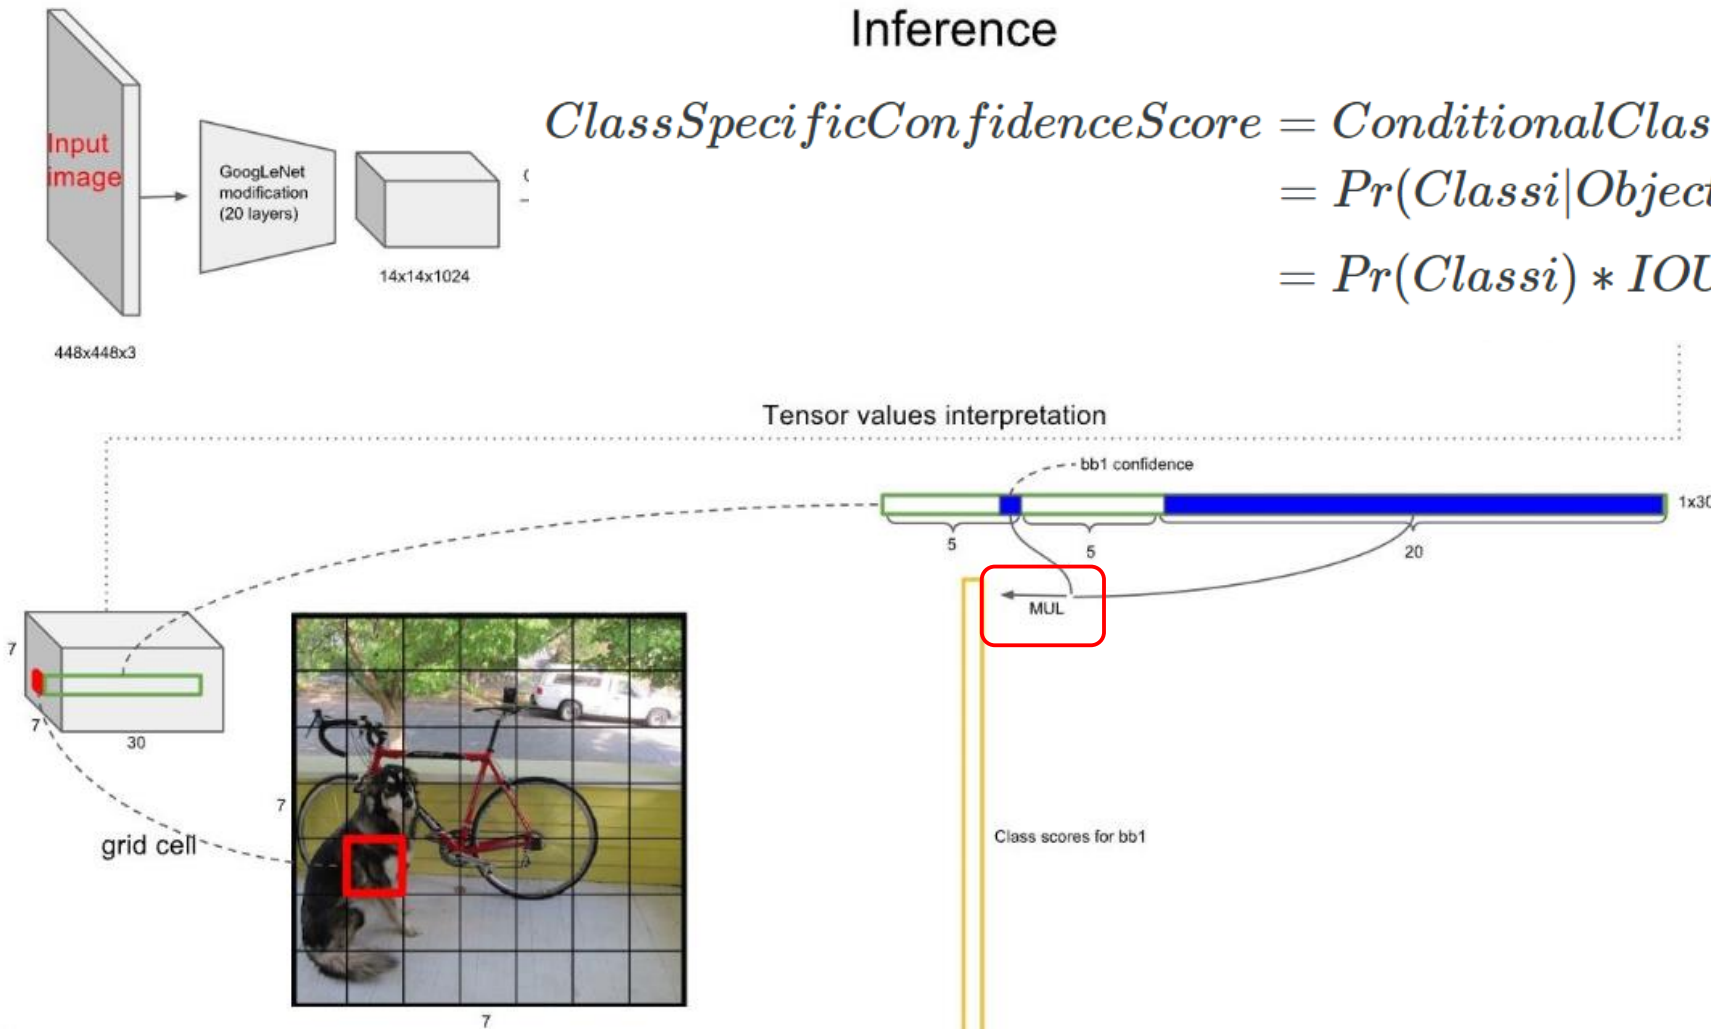 Inference
ClassSpecificConfidenceScore = ConditionalClas
= Pr(Classi|Object
= Pr(Classi) * IOU
Input
image
GoogLeNet
modification
(20 layers)
14x14x1024
448x448x3
Tensor values interpretation
bb1 confidence
1x30
5
5
20
MUL
7
7
30
7
grid cell
Class scores for bb1
7